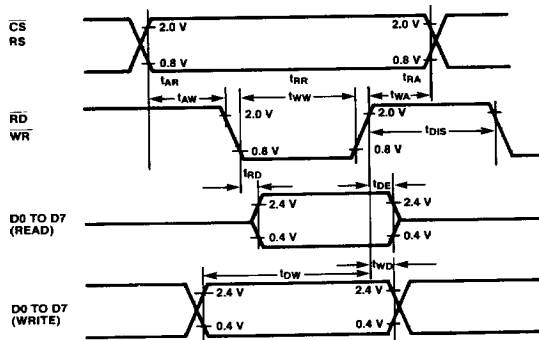 CS
RS
2.0 V 2.0 V
0.8 V 0.8 V
tAR tRR tRA
tAW tWW tWA
RD
WR
2.0 V 2.0 V
tDIS
0.8 V 0.8 V
tRD tDE
D0 TO D7
(READ)
2.4 V 2.4 V
0.4 V 0.4 V
tDW tWD
D0 TO D7
(WRITE)
2.4 V 2.4 V
0.4 V 0.4 V